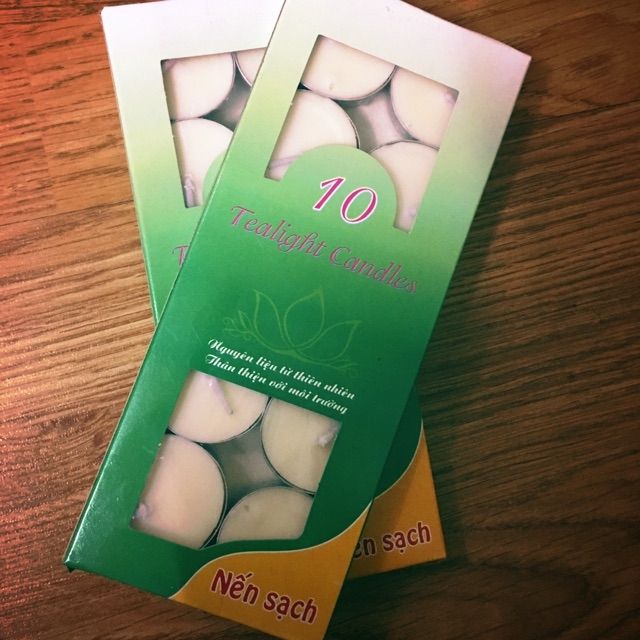 10
Tealight Candles
Nguyên liệu từ thiên nhiên
Thân thiện với môi trường
Nến sạch
T
ến sạch